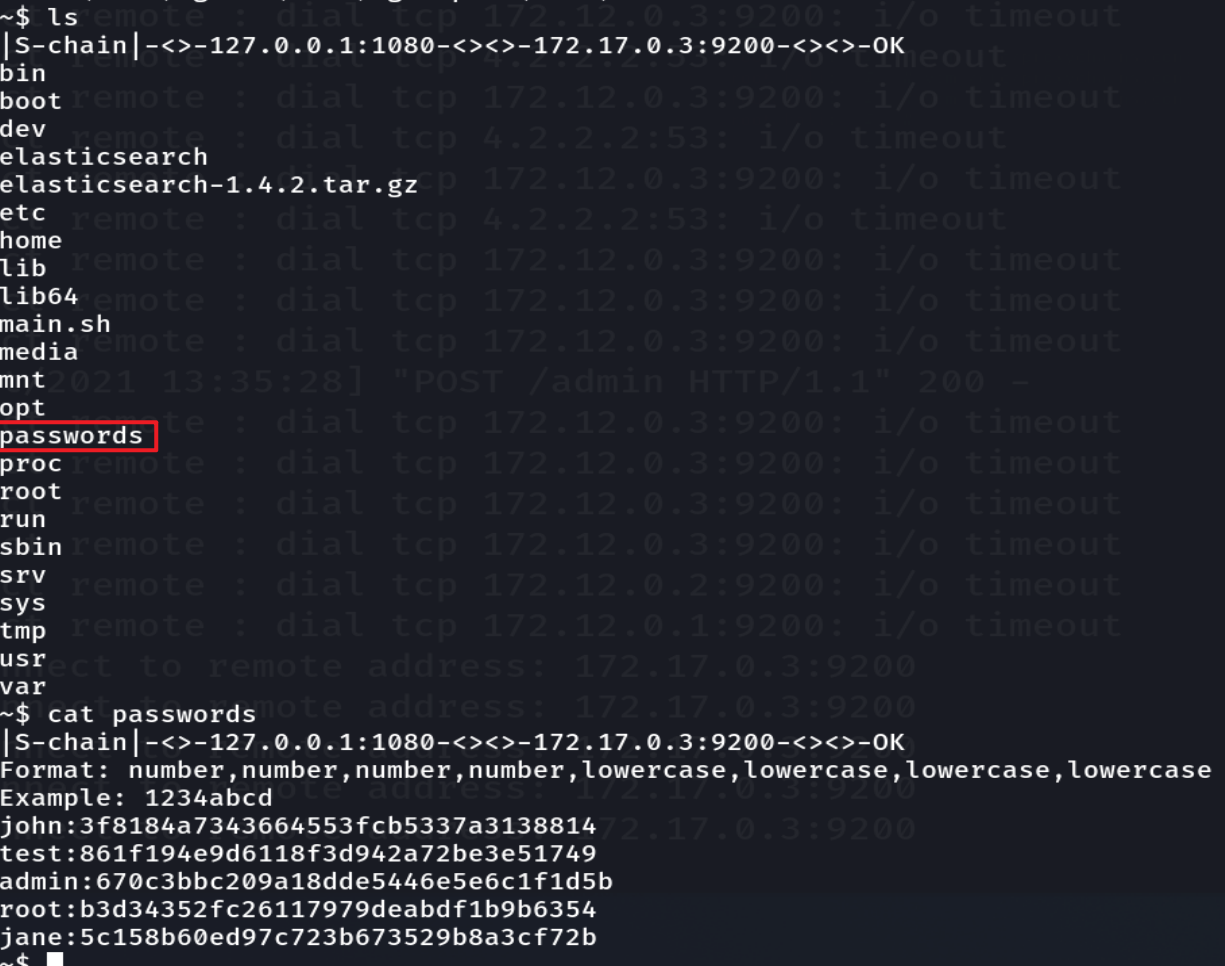 ~$ ls
|S-chain|-<>-127.0.0.1:1080-<><>-172.17.0.3:9200-<><>-OK
bin
boot
dev
elasticsearch
elasticsearch-1.4.2.tar.gz
etc
home
lib
lib64
main.sh
media
mnt
opt
passwords
proc
root
run
sbin
srv
sys
tmp
usr
var
~$ cat passwords
|S-chain|-<>-127.0.0.1:1080-<><>-172.17.0.3:9200-<><>-OK
Format: number,number,number,number,lowercase,lowercase,lowercase,lowercase
Example: 1234abcd
john:3f8184a7343664553fcb5337a3138814
test:861f194e9d6118f3d942a72be3e51749
admin:670c3bbc209a18dde5446e5e6c1f1d5b
root:b3d34352fc26117979deabdf1b9b6354
jane:5c158b60ed97c723b673529b8a3cf72b
~$